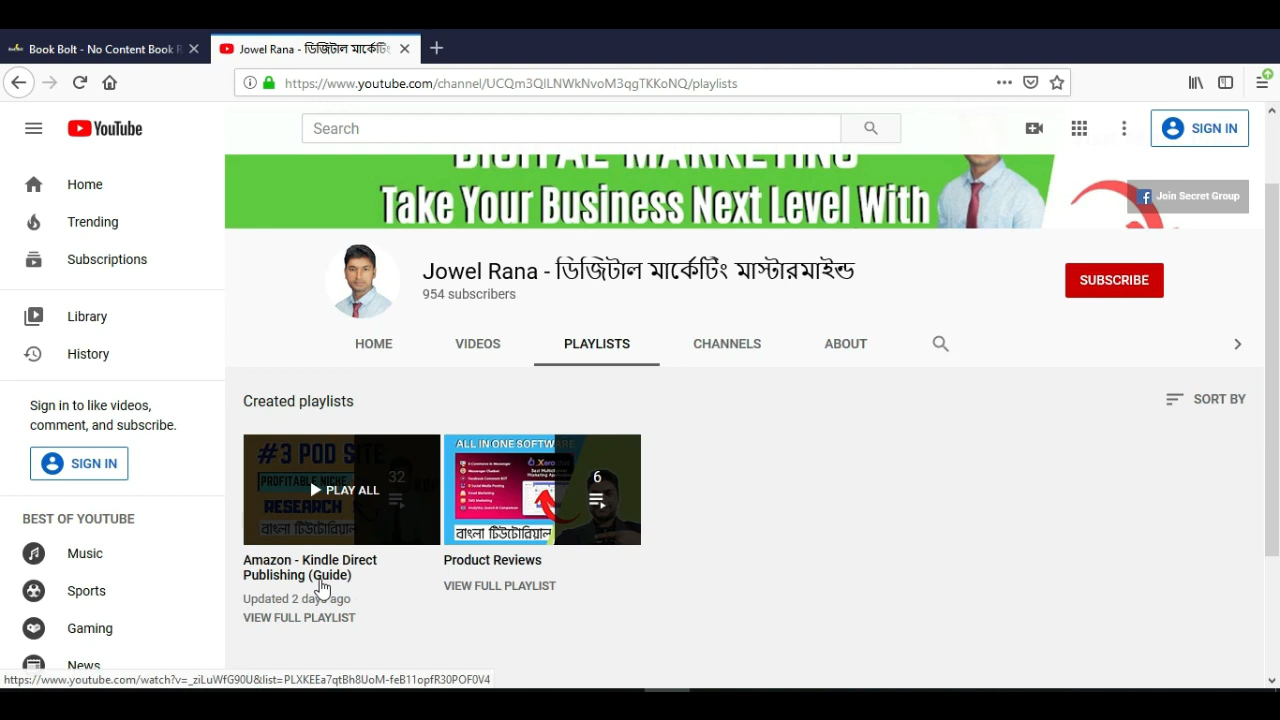 Book Bolt - No Content Book R
Jowel Rana - ডিজিটাল মার্কেটিং
https://www.youtube.com/channel/UCQm3QlLNWkNvoM3qgTKKoNQ/playlists
YouTube
Search
SIGN IN
Home
Trending
Subscriptions
Library
History
Sign in to like videos,
comment, and subscribe.
SIGN IN
BEST OF YOUTUBE
Music
Sports
Gaming
News
DIGITAL MARKETING
Take Your Business Next Level With
Join Secret Group
Jowel Rana - ডিজিটাল মার্কেটিং মাস্টারমাইন্ড
954 subscribers
SUBSCRIBE
HOME
VIDEOS
PLAYLISTS
CHANNELS
ABOUT
Created playlists
SORT BY
#3 POD SITE
PROFITABLE NICHE
RESEARCH
বাংলা টিউটোরিয়াল
PLAY ALL
32
Amazon - Kindle Direct
Publishing (Guide)
Updated 2 days ago
VIEW FULL PLAYLIST
ALL IN ONE SOFTWARE
বাংলা টিউটোরিয়াল
6
Product Reviews
VIEW FULL PLAYLIST
https://www.youtube.com/watch?v=_ziLuWfG90U&list=PLXKEEa7qtBh8UoM-feB11opfR30POF0V4